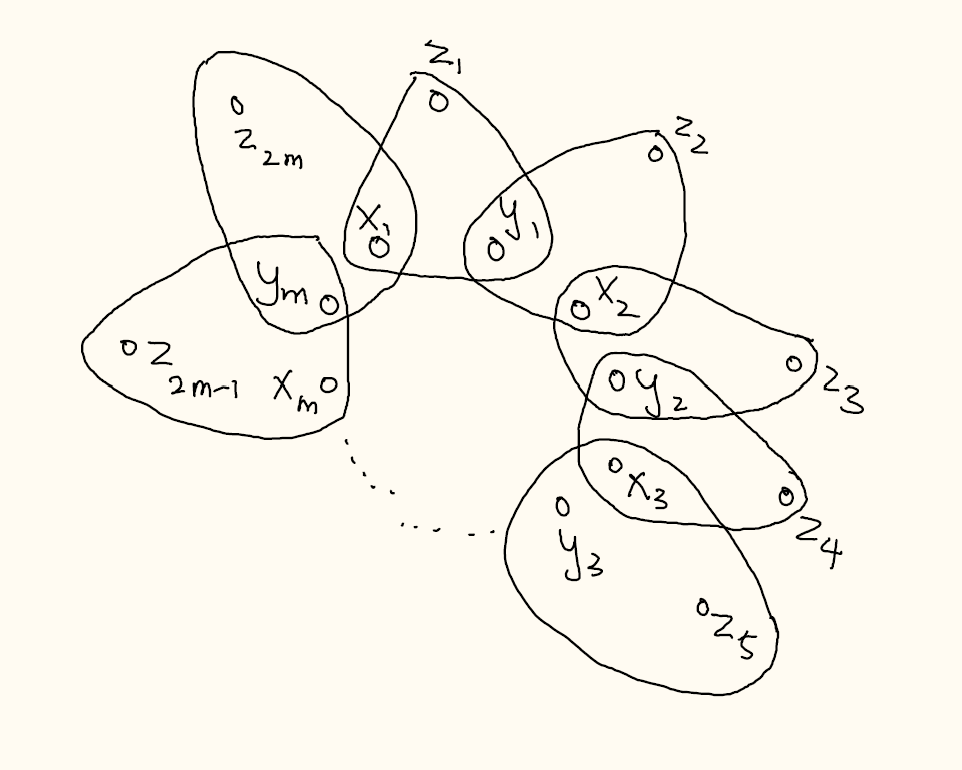 z₁
z₂ₘ
z₂
x₁
y₁
yₘ
x₂
z₂ₘ₋₁
xₘ
z₃
y₂
x₃
z₄
y₃
z₅